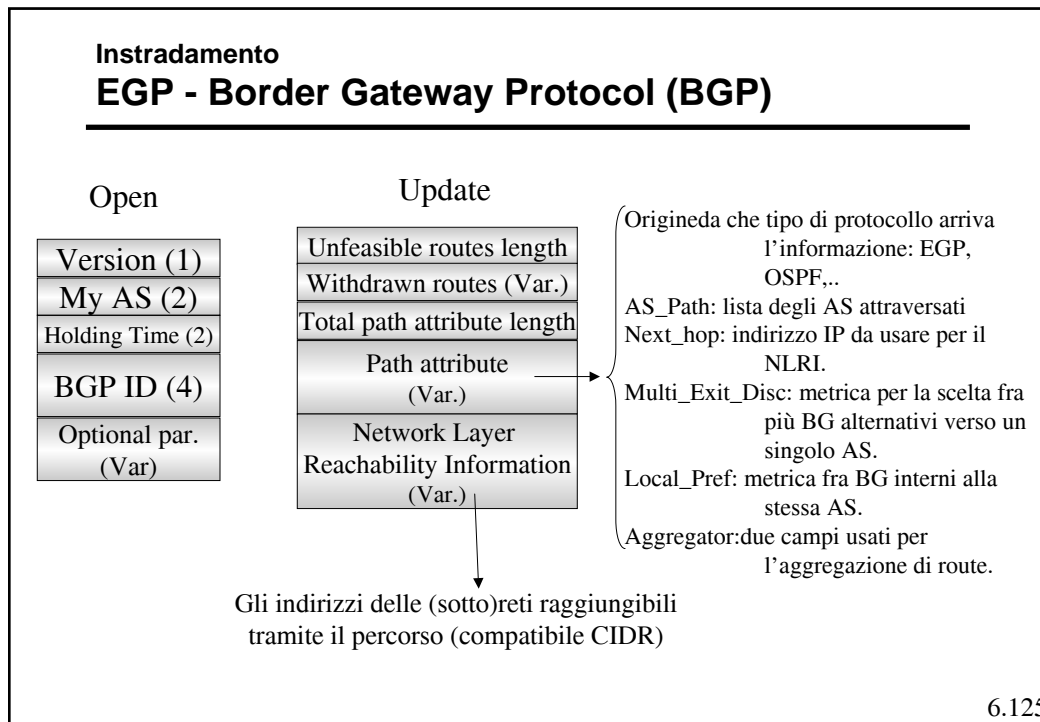 Instradamento
EGP - Border Gateway Protocol (BGP)
Open
Version (1)
My AS (2)
Holding Time (2)
BGP ID (4)
Optional par.
(Var)
Update
Unfeasible routes length
Withdrawn routes (Var.)
Total path attribute length
Path attribute
(Var.)
Network Layer
Reachability Information
(Var.)
Origineda che tipo di protocollo arriva
l’informazione: EGP,
OSPF,..
AS_Path: lista degli AS attraversati
Next_hop: indirizzo IP da usare per il
NLRI.
Multi_Exit_Disc: metrica per la scelta fra
più BG alternativi verso un
singolo AS.
Local_Pref: metrica fra BG interni alla
stessa AS.
Aggregator:due campi usati per
l’aggregazione di route.
Gli indirizzi delle (sotto)reti raggiungibili
tramite il percorso (compatibile CIDR)
6.125